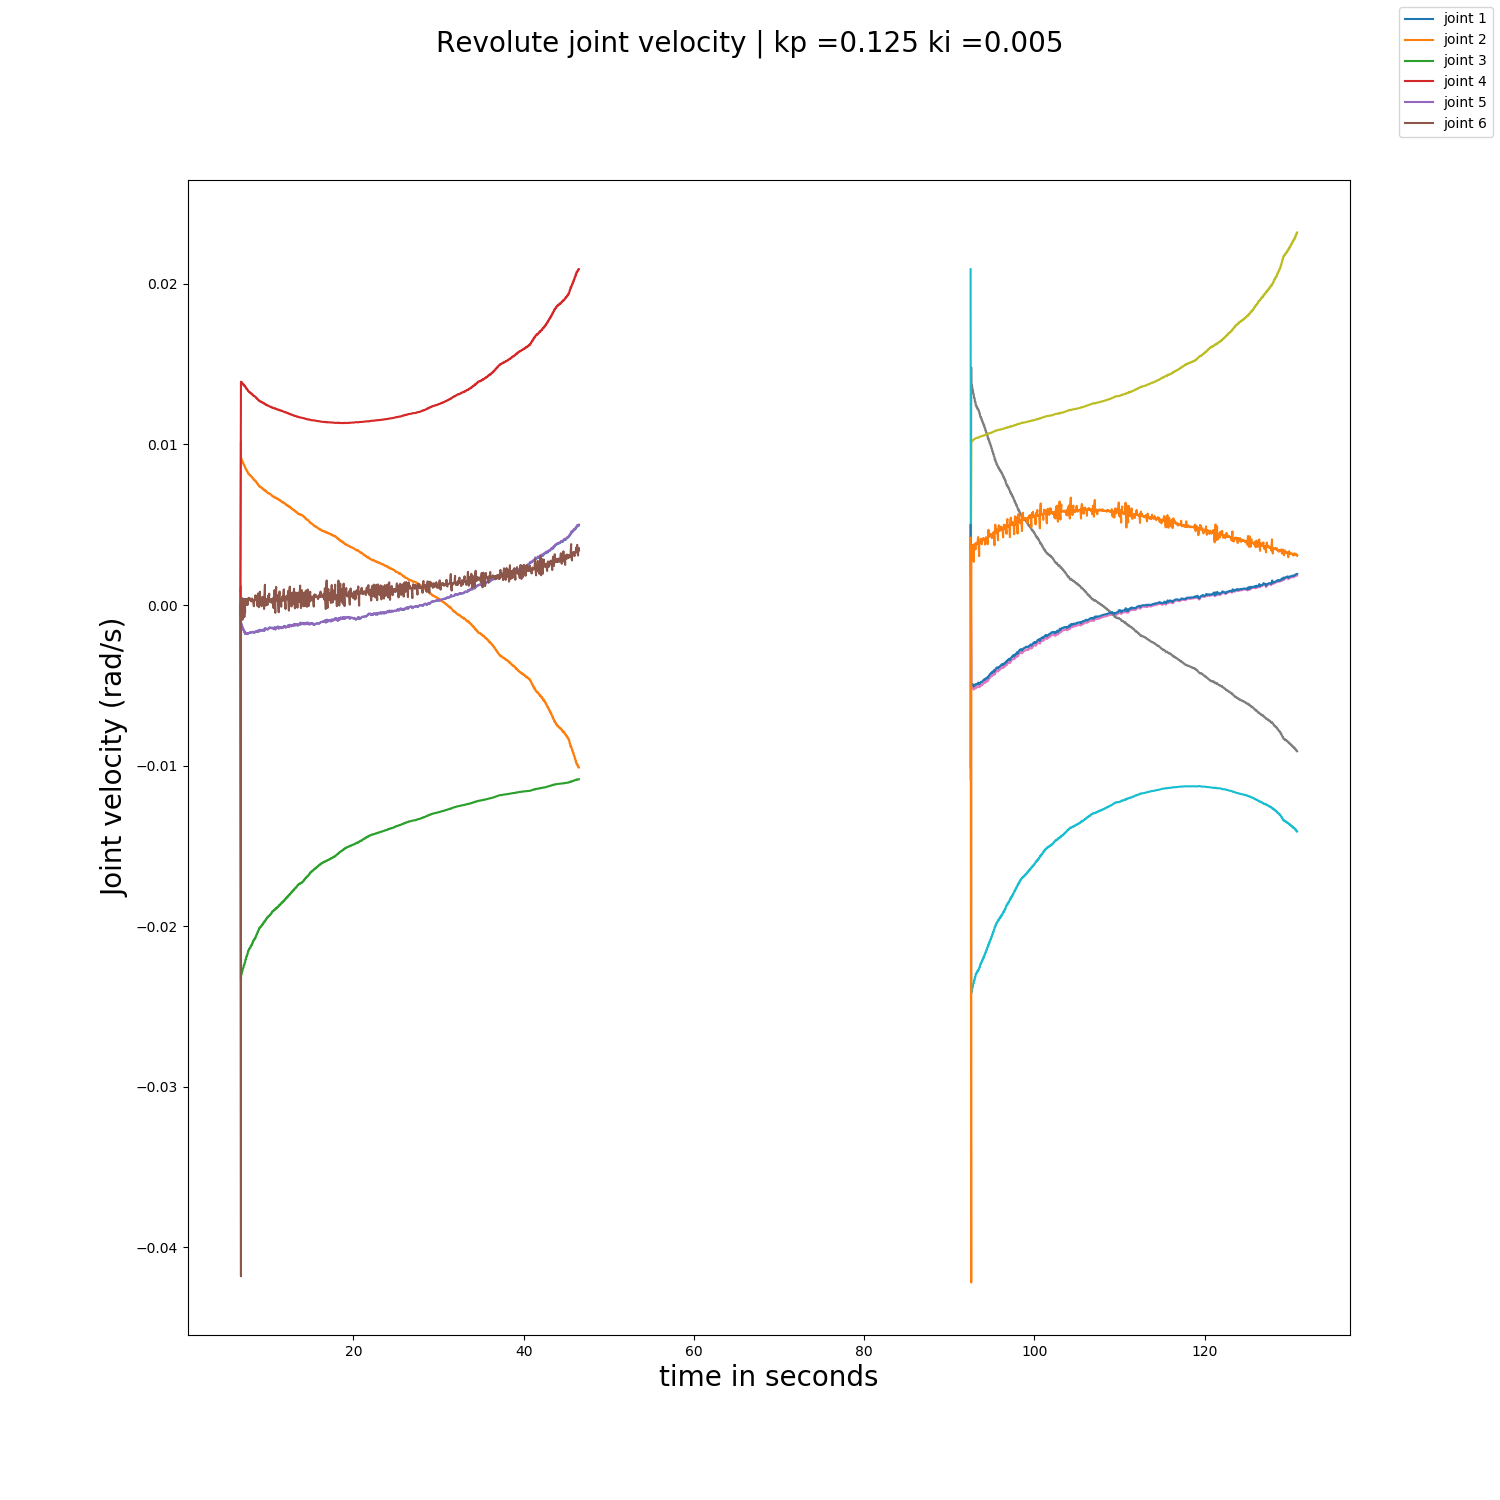 Revolute joint velocity | kp =0.125 ki =0.005
joint 1
joint 2
joint 3
joint 4
joint 5
joint 6
0.02
0.01
0.00
−0.01
−0.02
−0.03
−0.04
Joint velocity (rad/s)
20 40 60 80 100 120
time in seconds